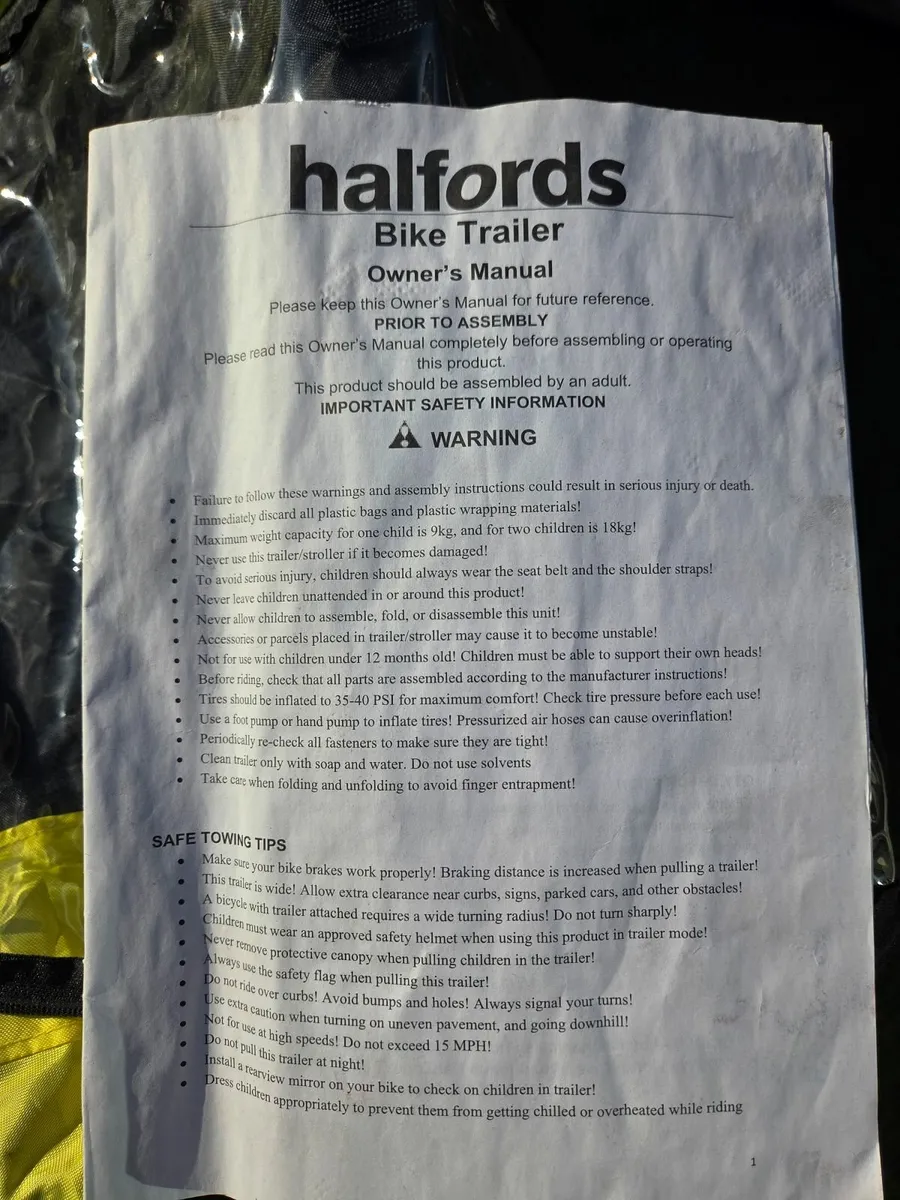 halfords
Bike Trailer
Owner's Manual
Please keep this Owner's Manual for future reference.
PRIOR TO ASSEMBLY
Please read this Owner's Manual completely before assembling or operating
this product.
This product should be assembled by an adult.
IMPORTANT SAFETY INFORMATION
WARNING
• Failure to follow these warnings and assembly instructions could result in serious injury or death.
• Immediately discard all plastic bags and plastic wrapping materials!
• Maximum weight capacity for one child is 9kg, and for two children is 18kg!
• Never use this trailer/stroller if it becomes damaged!
• To avoid serious injury, children should always wear the seat belt and the shoulder straps!
• Never leave children unattended in or around this product!
• Never allow children to assemble, fold, or disassemble this unit!
• Accessories or parcels placed in trailer/stroller may cause it to become unstable!
• Not for use with children under 12 months old! Children must be able to support their own heads!
• Before riding, check that all parts are assembled according to the manufacturer instructions!
• Tires should be inflated to 35-40 PSI for maximum comfort! Check tire pressure before each use!
• Use a foot pump or hand pump to inflate tires! Pressurized air hoses can cause overinflation!
• Periodically re-check all fasteners to make sure they are tight!
• Clean trailer only with soap and water. Do not use solvents
• Take care when folding and unfolding to avoid finger entrapment!
SAFE TOWING TIPS
• Make sure your bike brakes work properly! Braking distance is increased when pulling a trailer!
• This trailer is wide! Allow extra clearance near curbs, signs, parked cars, and other obstacles!
• A bicycle with trailer attached requires a wide turning radius! Do not turn sharply!
• Children must wear an approved safety helmet when using this product in trailer mode!
• Never remove protective canopy when pulling children in the trailer!
• Always use the safety flag when pulling this trailer!
• Do not ride over curbs! Avoid bumps and holes! Always signal your turns!
• Use extra caution when turning on uneven pavement, and going downhill!
• Not for use at high speeds! Do not exceed 15 MPH!
• Do not pull this trailer at night!
• Install a rearview mirror on your bike to check on children in trailer!
• Dress children appropriately to prevent them from getting chilled or overheated while riding
1